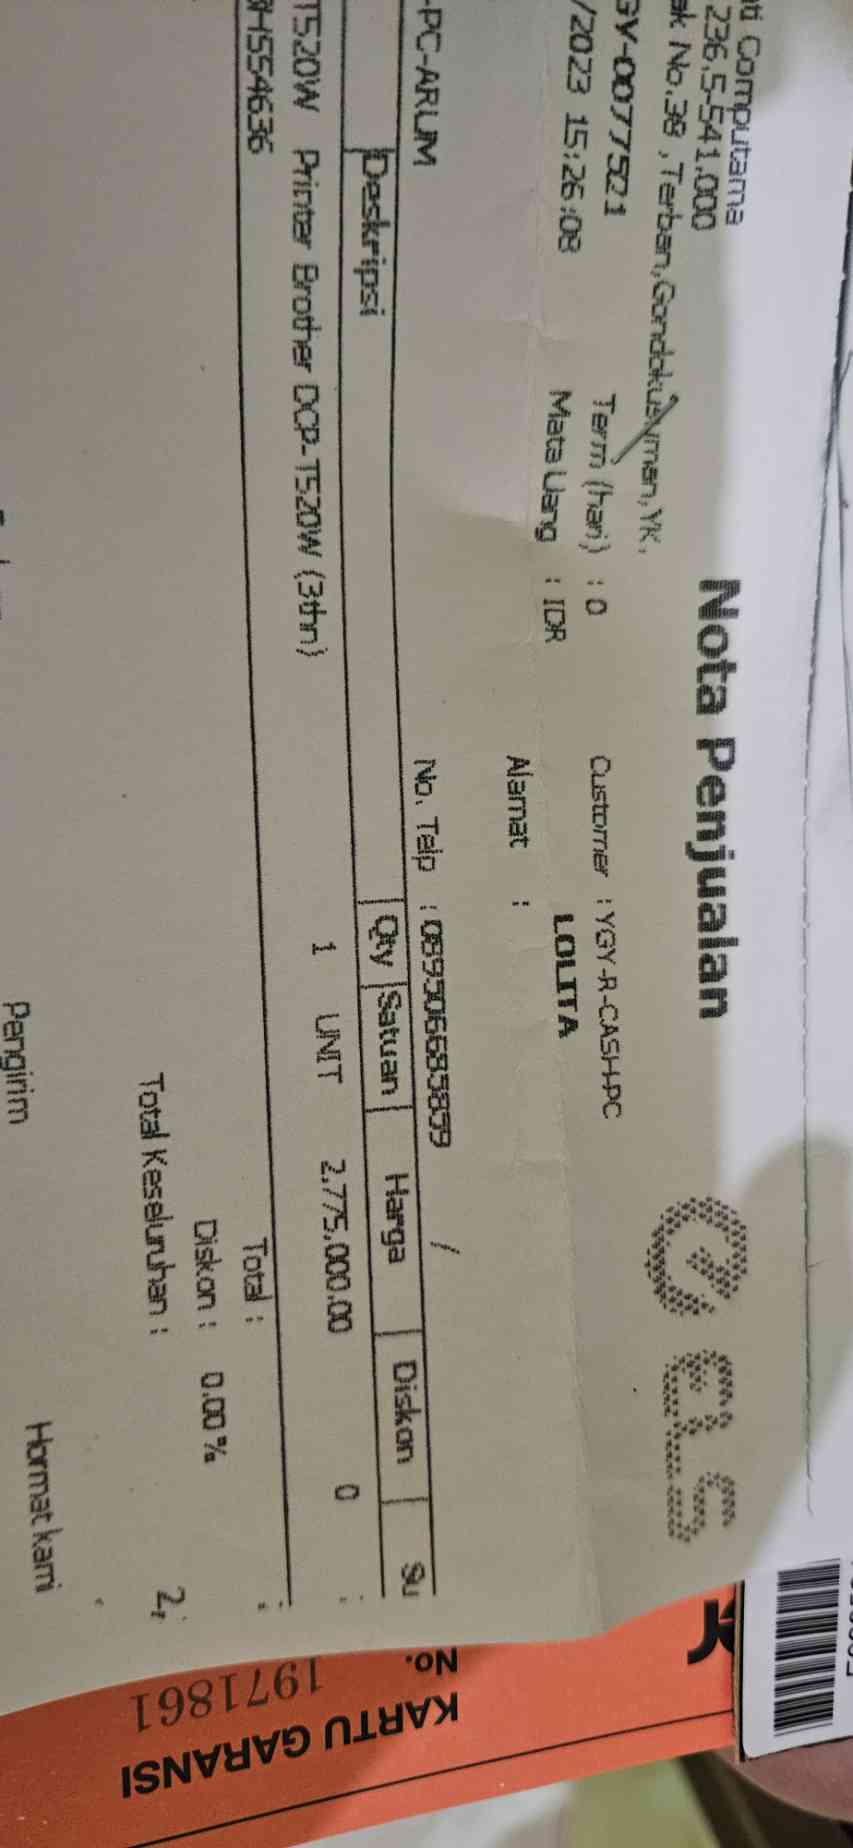 Computama
Nota Penjualan
236.5-541.000
No.38 , Terban, Gondokusuman, YK.
GY-0077521
Term (hari) : 0
Customer : YGY-R-CASH-PC
/2023 15:26:08
Mata Uang : IDR
LOLITA
Alamat :
-PC-ARUM
No. Telp : 089506685859
Deskripsi
Qty Satuan Harga Diskon Su
T520W Printer Brother DCP-T520W (3thn) 1 UNIT 2,775,000.00 0
H554636
Total :
Diskon : 0.00 %
Total Keseluruhan : 2,
Pengirim
Hormat kami
No. 1971861
KARTU GARANSI